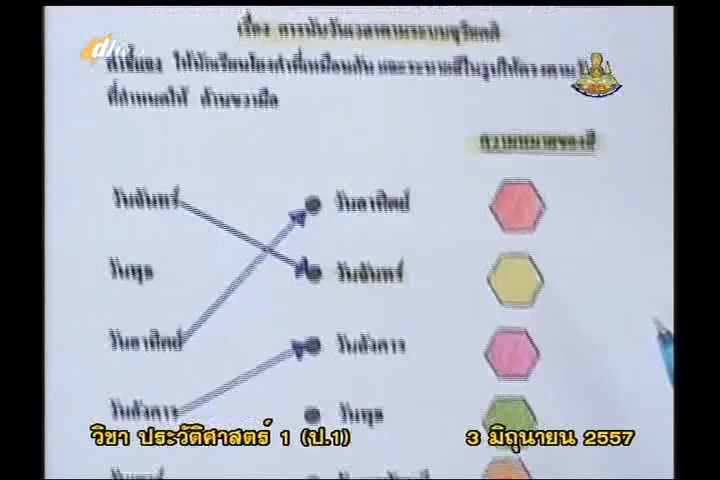 เรื่อง การนับวันเวลาตามระบบสุริยคติ
คำชี้แจง ให้นักเรียนโยงคำที่เหมือนกัน และระบายสีในรูปให้ตรงตามวัน
ที่กำหนดให้ ด้านขวามือ
ความหมายของสี
วันจันทร์ วันอาทิตย์
วันพุธ วันจันทร์
วันอาทิตย์ วันอังคาร
วันอังคาร วันพุธ
วิชา ประวัติศาสตร์ 1 (ป.1) 3 มิถุนายน 2557